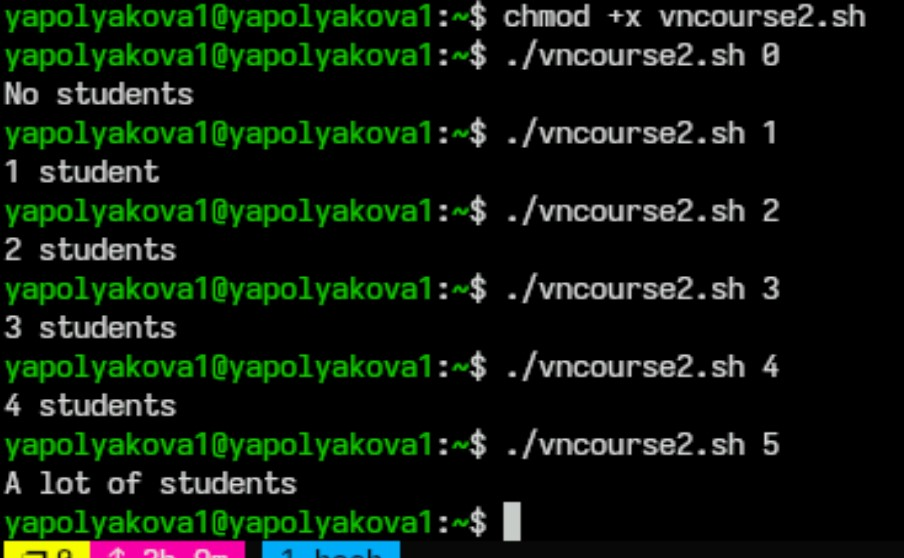 yapolyakova1@yapolyakova1:~$ chmod +x vncourse2.sh
yapolyakova1@yapolyakova1:~$ ./vncourse2.sh 0
No students
yapolyakova1@yapolyakova1:~$ ./vncourse2.sh 1
1 student
yapolyakova1@yapolyakova1:~$ ./vncourse2.sh 2
2 students
yapolyakova1@yapolyakova1:~$ ./vncourse2.sh 3
3 students
yapolyakova1@yapolyakova1:~$ ./vncourse2.sh 4
4 students
yapolyakova1@yapolyakova1:~$ ./vncourse2.sh 5
A lot of students
yapolyakova1@yapolyakova1:~$
1 bash